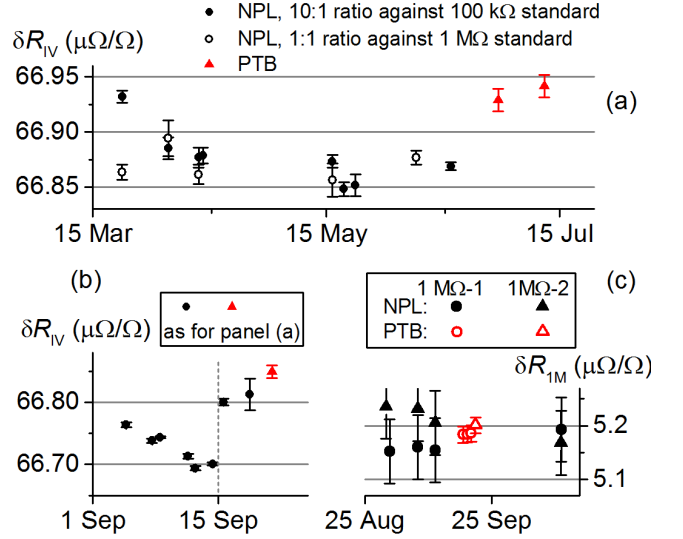 NPL, 10:1 ratio against 100 kΩ standard
NPL, 1:1 ratio against 1 MΩ standard
PTB
δR_IV (μΩ/Ω)
66.95
66.90
66.85
(a)
15 Mar
15 May
15 Jul
(b)
as for panel (a)
δR_IV (μΩ/Ω)
66.80
66.70
1 Sep
15 Sep
(c)
1 MΩ-1 1MΩ-2
NPL:
PTB:
δR_1M (μΩ/Ω)
5.2
5.1
25 Aug
25 Sep